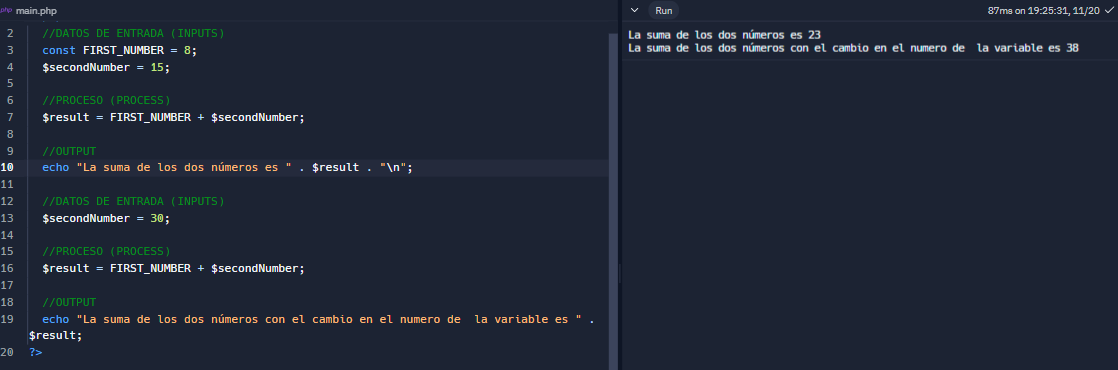 php main.php
2 //DATOS DE ENTRADA (INPUTS)
3 const FIRST_NUMBER = 8;
4 $secondNumber = 15;
5
6 //PROCESO (PROCESS)
7 $result = FIRST_NUMBER + $secondNumber;
8
9 //OUTPUT
10 echo "La suma de los dos números es " . $result . "\n";
11
12 //DATOS DE ENTRADA (INPUTS)
13 $secondNumber = 30;
14
15 //PROCESO (PROCESS)
16 $result = FIRST_NUMBER + $secondNumber;
17
18 //OUTPUT
19 echo "La suma de los dos números con el cambio en el numero de  la variable es " .
$result;
20 ?>
Run
87ms on 19:25:31, 11/20
La suma de los dos números es 23
La suma de los dos números con el cambio en el numero de  la variable es 38